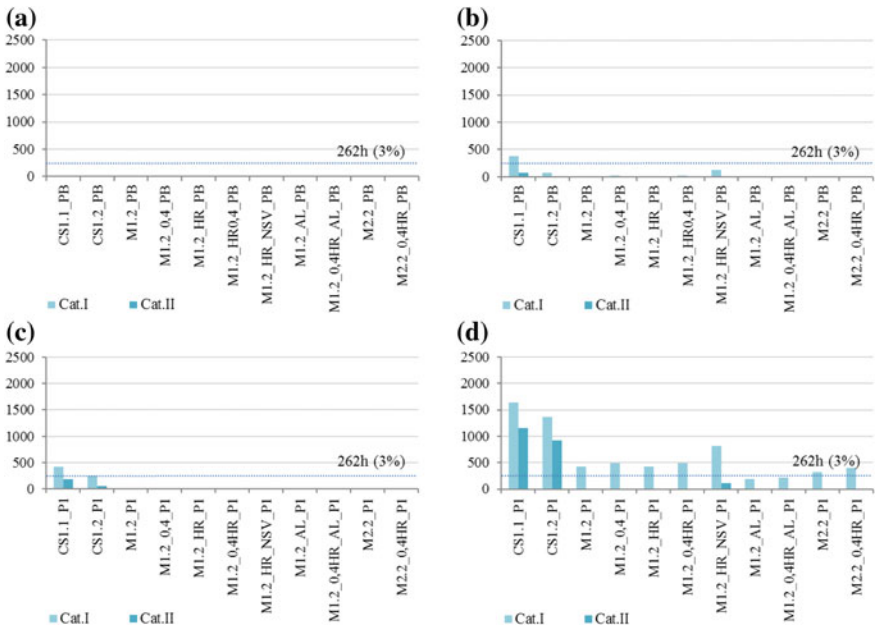 (a)
2500
2000
1500
1000
500
0
262h (3%)
CS1.1_PB
CS1.2_PB
M1.2_PB
M1.2_0,4_PB
M1.2_HR_PB
M1.2_HR0,4_PB
M1.2_HR_NSV_PB
M1.2_AL_PB
M1.2_0,4HR_AL_PB
M2.2_PB
M2.2_0,4HR_PB
Cat.I Cat.II
(b)
2500
2000
1500
1000
500
0
262h (3%)
CS1.1_PB
CS1.2_PB
M1.2_PB
M1.2_0,4_PB
M1.2_HR_PB
M1.2_HR0,4_PB
M1.2_HR_NSV_PB
M1.2_AL_PB
M1.2_0,4HR_AL_PB
M2.2_PB
M2.2_0,4HR_PB
Cat.I Cat.II
(c)
2500
2000
1500
1000
500
0
262h (3%)
CS1.1_P1
CS1.2_P1
M1.2_P1
M1.2_0,4_P1
M1.2_HR_P1
M1.2_0,4HR_P1
M1.2_HR_NSV_P1
M1.2_AL_P1
M1.2_0,4HR_AL_P1
M2.2_P1
M2.2_0,4HR_P1
Cat.I Cat.II
(d)
2500
2000
1500
1000
500
0
262h (3%)
CS1.1_P1
CS1.2_P1
M1.2_P1
M1.2_0,4_P1
M1.2_HR_P1
M1.2_0,4HR_P1
M1.2_HR_NSV_P1
M1.2_AL_P1
M1.2_0,4HR_AL_P1
M2.2_P1
M2.2_0,4HR_P1
Cat.I Cat.II